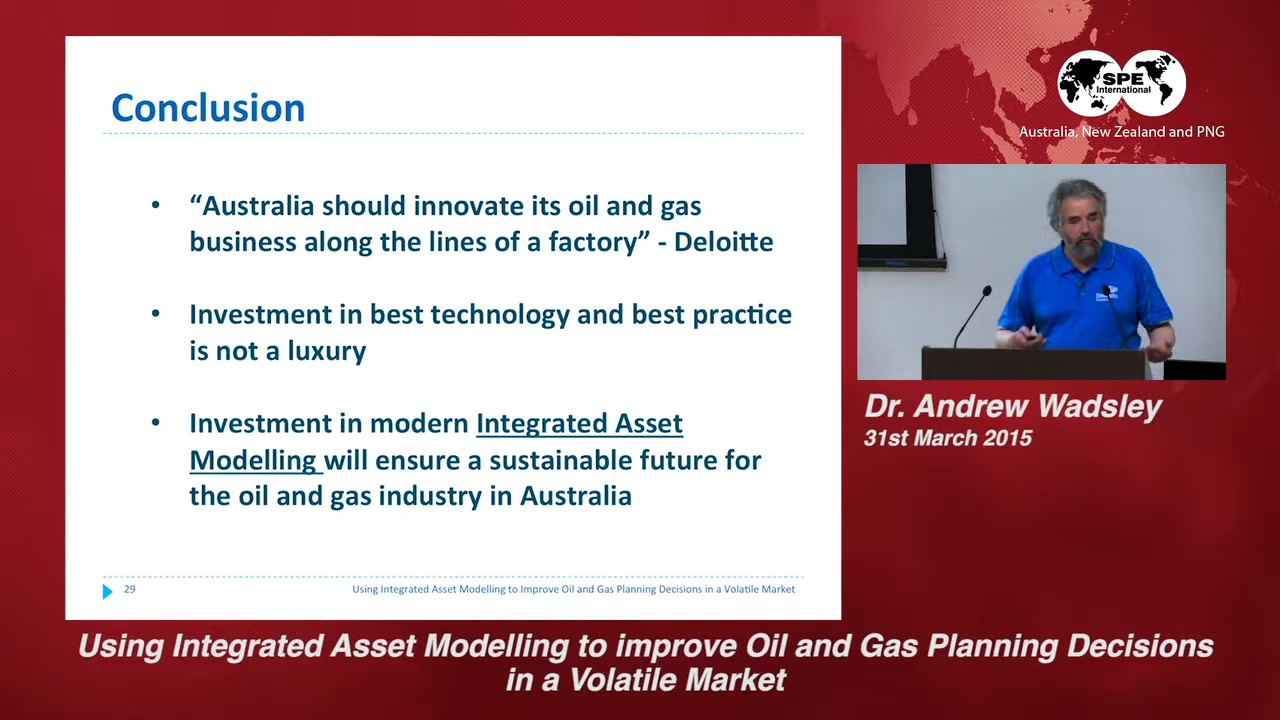 Conclusion
• “Australia should innovate its oil and gas
business along the lines of a factory” - Deloitte
• Investment in best technology and best practice
is not a luxury
• Investment in modern Integrated Asset
Modelling will ensure a sustainable future for
the oil and gas industry in Australia
29
Using Integrated Asset Modelling to Improve Oil and Gas Planning Decisions in a Volatile Market
SPE
International
Australia, New Zealand and PNG
Dr. Andrew Wadsley
31st March 2015
Using Integrated Asset Modelling to improve Oil and Gas Planning Decisions
in a Volatile Market